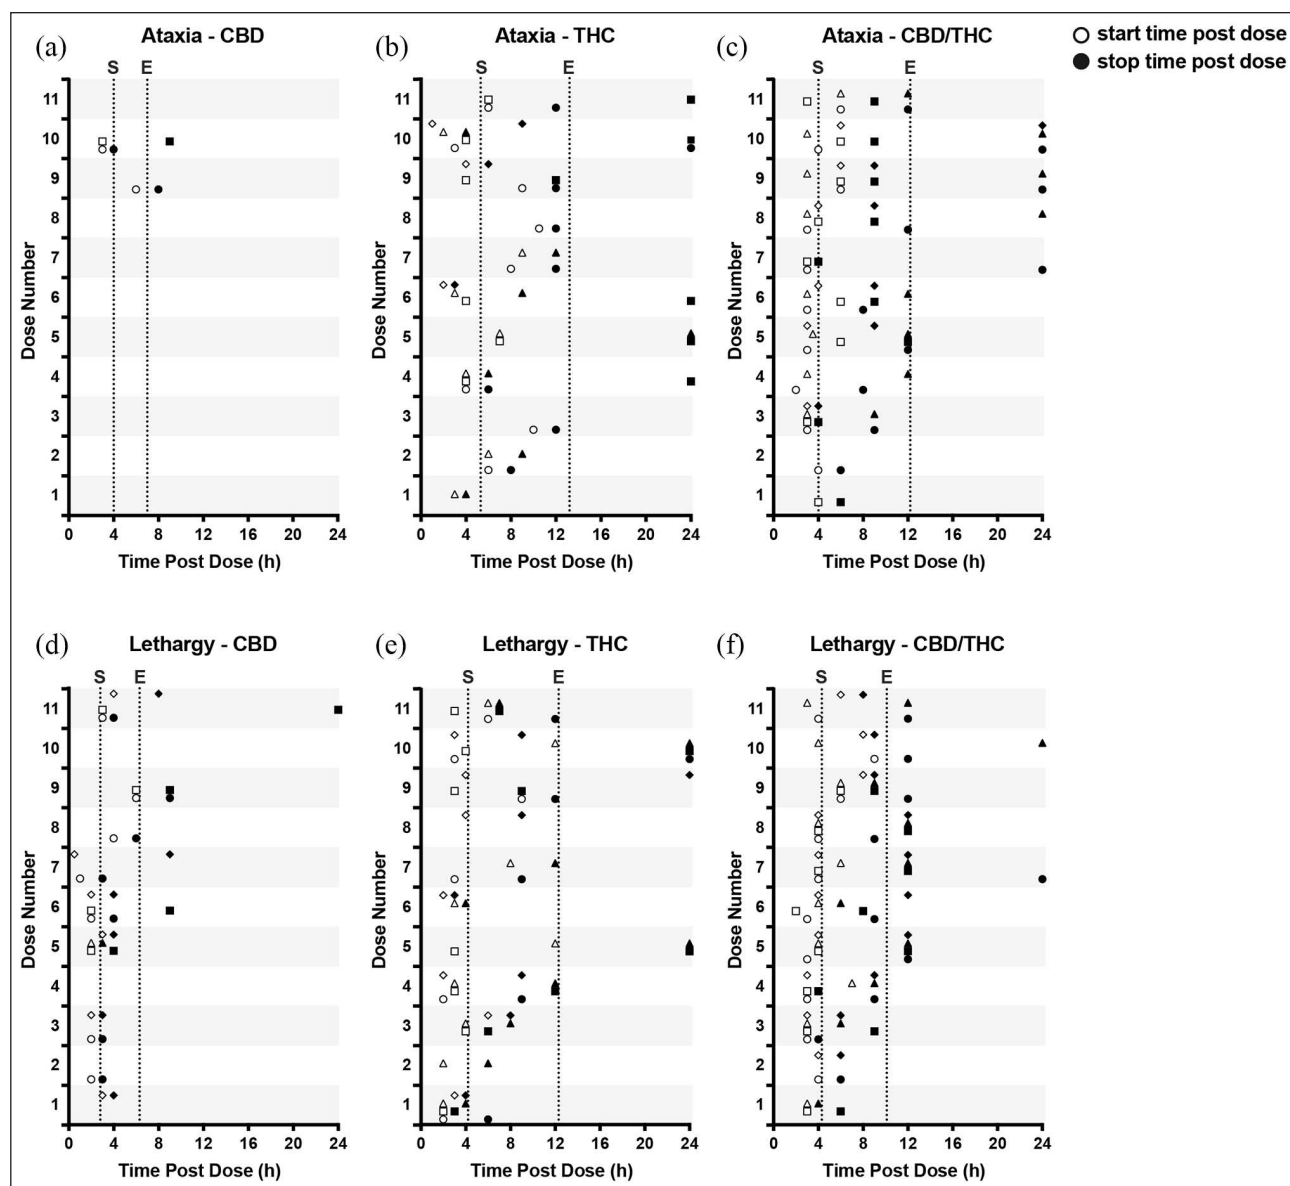 (a) Ataxia - CBD
S E
11
10
9
8
7
6
5
4
3
2
1
Dose Number
0 4 8 12 16 20 24
Time Post Dose (h)
(b) Ataxia - THC
S E
11
10
9
8
7
6
5
4
3
2
1
Dose Number
0 4 8 12 16 20 24
Time Post Dose (h)
(c) Ataxia - CBD/THC
S E
11
10
9
8
7
6
5
4
3
2
1
Dose Number
0 4 8 12 16 20 24
Time Post Dose (h)
start time post dose
stop time post dose
(d) Lethargy - CBD
S E
11
10
9
8
7
6
5
4
3
2
1
Dose Number
0 4 8 12 16 20 24
Time Post Dose (h)
(e) Lethargy - THC
S E
11
10
9
8
7
6
5
4
3
2
1
Dose Number
0 4 8 12 16 20 24
Time Post Dose (h)
(f) Lethargy - CBD/THC
S E
11
10
9
8
7
6
5
4
3
2
1
Dose Number
0 4 8 12 16 20 24
Time Post Dose (h)